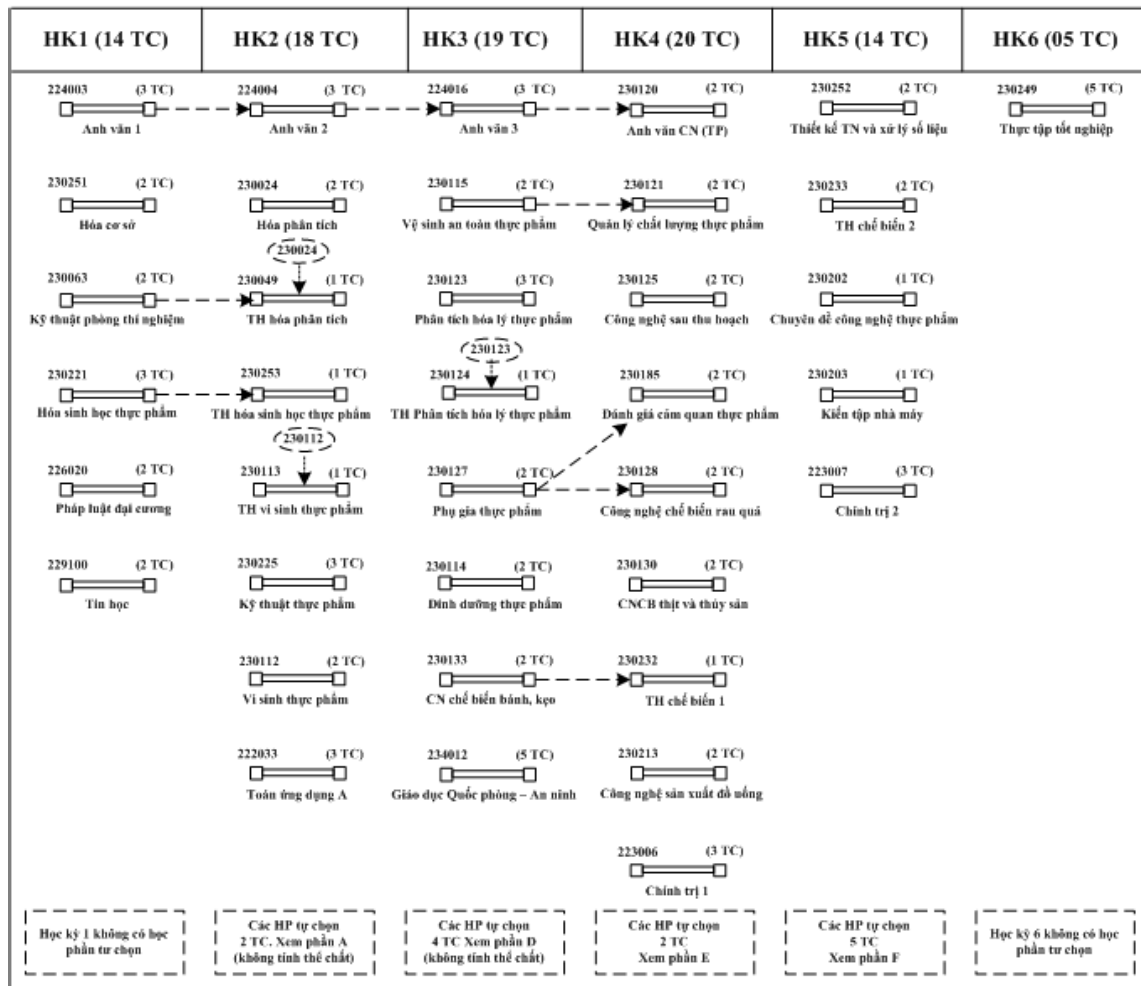 HK1 (14 TC)
HK2 (18 TC)
HK3 (19 TC)
HK4 (20 TC)
HK5 (14 TC)
HK6 (05 TC)
224003 (3 TC)
Anh văn 1
224004 (3 TC)
Anh văn 2
224016 (3 TC)
Anh văn 3
230120 (2 TC)
Anh văn CN (TP)
230252 (2 TC)
Thiết kế TN và xử lý số liệu
230249 (5 TC)
Thực tập tốt nghiệp
230251 (2 TC)
Hóa cơ sở
230024 (2 TC)
Hóa phân tích
230115 (2 TC)
Vệ sinh an toàn thực phẩm
230121 (2 TC)
Quản lý chất lượng thực phẩm
230233 (2 TC)
TH chế biến 2
230024
230063 (2 TC)
Kỹ thuật phòng thí nghiệm
230049 (1 TC)
TH hóa phân tích
230123 (3 TC)
Phân tích hóa lý thực phẩm
230125 (2 TC)
Công nghệ sau thu hoạch
230202 (1 TC)
Chuyên đề công nghệ thực phẩm
230123
230221 (3 TC)
Hóa sinh học thực phẩm
230253 (1 TC)
TH hóa sinh học thực phẩm
230124 (1 TC)
TH Phân tích hóa lý thực phẩm
230185 (2 TC)
Đánh giá cảm quan thực phẩm
230203 (1 TC)
Kiến tập nhà máy
230112
226020 (2 TC)
Pháp luật đại cương
230113 (1 TC)
TH vi sinh thực phẩm
230127 (2 TC)
Phụ gia thực phẩm
230128 (2 TC)
Công nghệ chế biến rau quả
223007 (3 TC)
Chính trị 2
229100 (2 TC)
Tin học
230225 (3 TC)
Kỹ thuật thực phẩm
230114 (2 TC)
Dinh dưỡng thực phẩm
230130 (2 TC)
CNCB thịt và thủy sản
230112 (2 TC)
Vi sinh thực phẩm
230133 (2 TC)
CN chế biến bánh, kẹo
230232 (1 TC)
TH chế biến 1
222033 (3 TC)
Toán ứng dụng A
234012 (5 TC)
Giáo dục Quốc phòng – An ninh
230213 (2 TC)
Công nghệ sản xuất đồ uống
223006 (3 TC)
Chính trị 1
Học kỳ 1 không có học
phần tư chọn
Các HP tự chọn
2 TC. Xem phần A
(không tính thể chất)
Các HP tự chọn
4 TC Xem phần D
(không tính thể chất)
Các HP tự chọn
2 TC
Xem phần E
Các HP tự chọn
5 TC
Xem phần F
Học kỳ 6 không có học
phần tư chọn